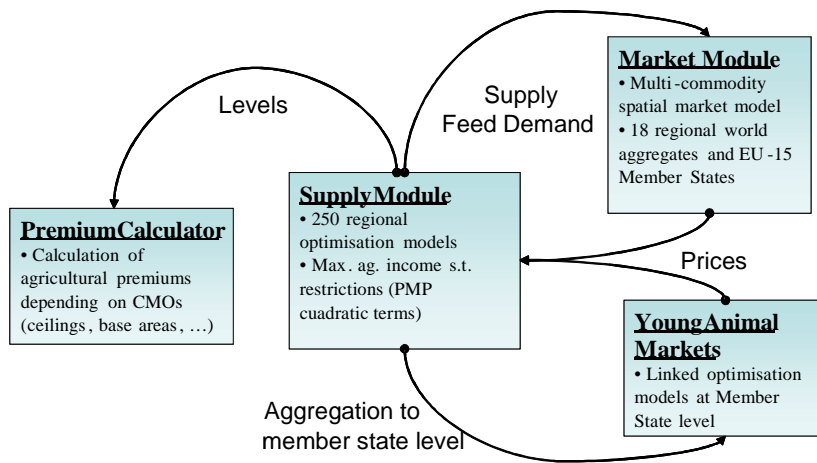 Levels
Supply
Feed Demand
Market Module
• Multi-commodity
spatial market model
• 18 regional world
aggregates and EU-15
Member States
SupplyModule
• 250 regional
optimisation models
• Max. ag. income s.t.
restrictions (PMP
cuadratic terms)
PremiumCalculator
• Calculation of
agricultural premiums
depending on CMOs
(ceilings, base areas, ...)
Prices
YoungAnimal
Markets
• Linked optimisation
models at Member
State level
Aggregation to
member state level